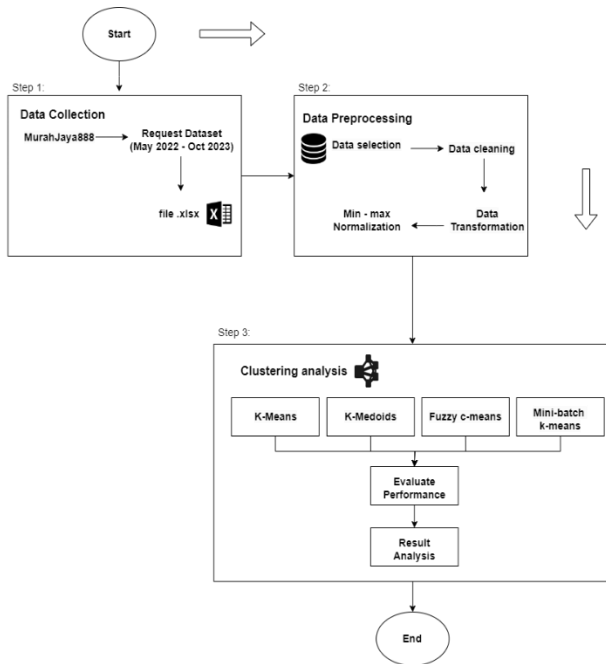 Start
Step 1:
Data Collection
MurahJaya888
Request Dataset
(May 2022 - Oct 2023)
file .xlsx
Step 2:
Data Preprocessing
Data selection
Data cleaning
Data
Transformation
Min - max
Normalization
Step 3:
Clustering analysis
K-Means
K-Medoids
Fuzzy c-means
Mini-batch
k-means
Evaluate
Performance
Result
Analysis
End